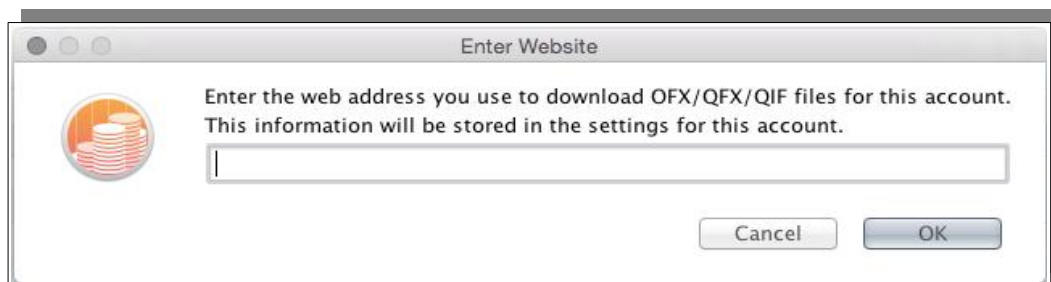 Enter Website
Enter the web address you use to download OFX/QFX/QIF files for this account.
This information will be stored in the settings for this account.
Cancel OK